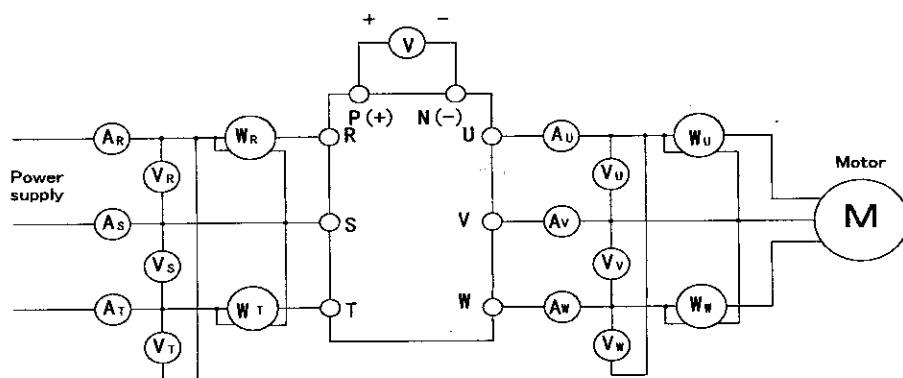 + −
V
P (+) N (−)
AR WR R U AU WU
Motor
VR VU
Power
supply
M
AS S V AV
VS VV
AT WT T W AW WW
VT VW